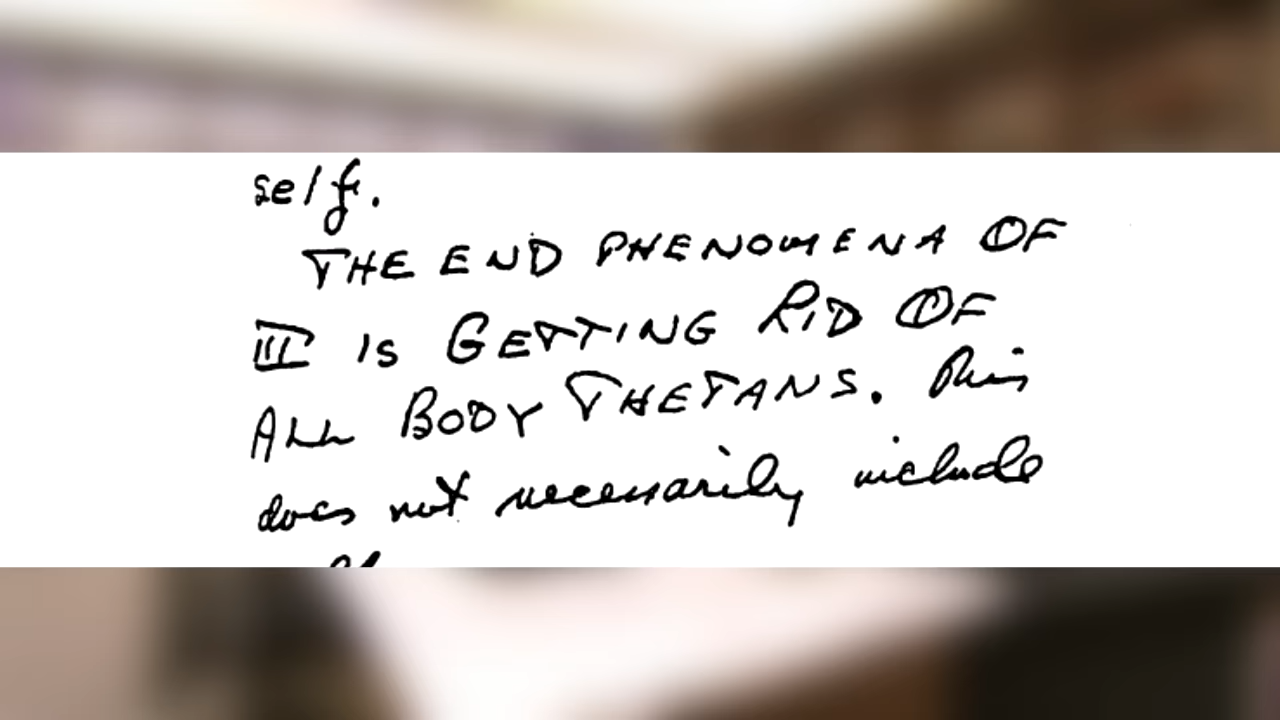 self.
THE END PHENOMENA OF
III IS GETTING RID OF
ALL BODY THETANS. This
does not necessarily include